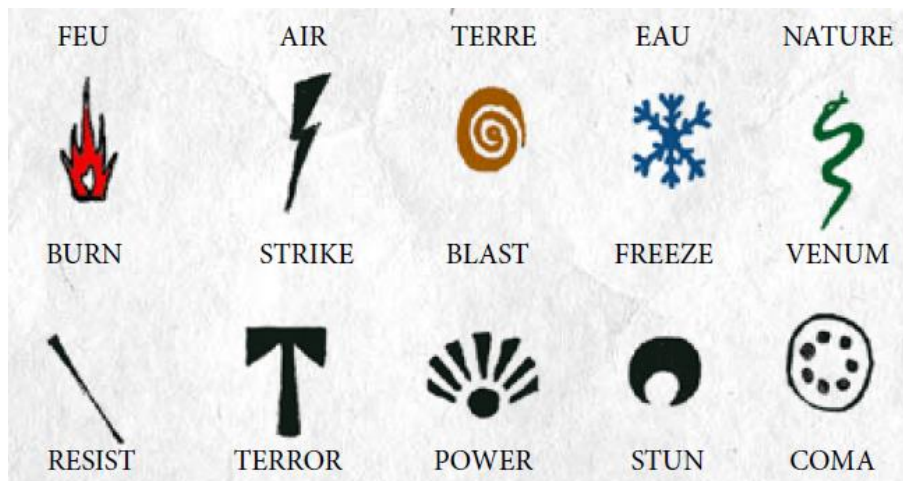 FEU AIR TERRE EAU NATURE
BURN STRIKE BLAST FREEZE VENUM
RESIST TERROR POWER STUN COMA